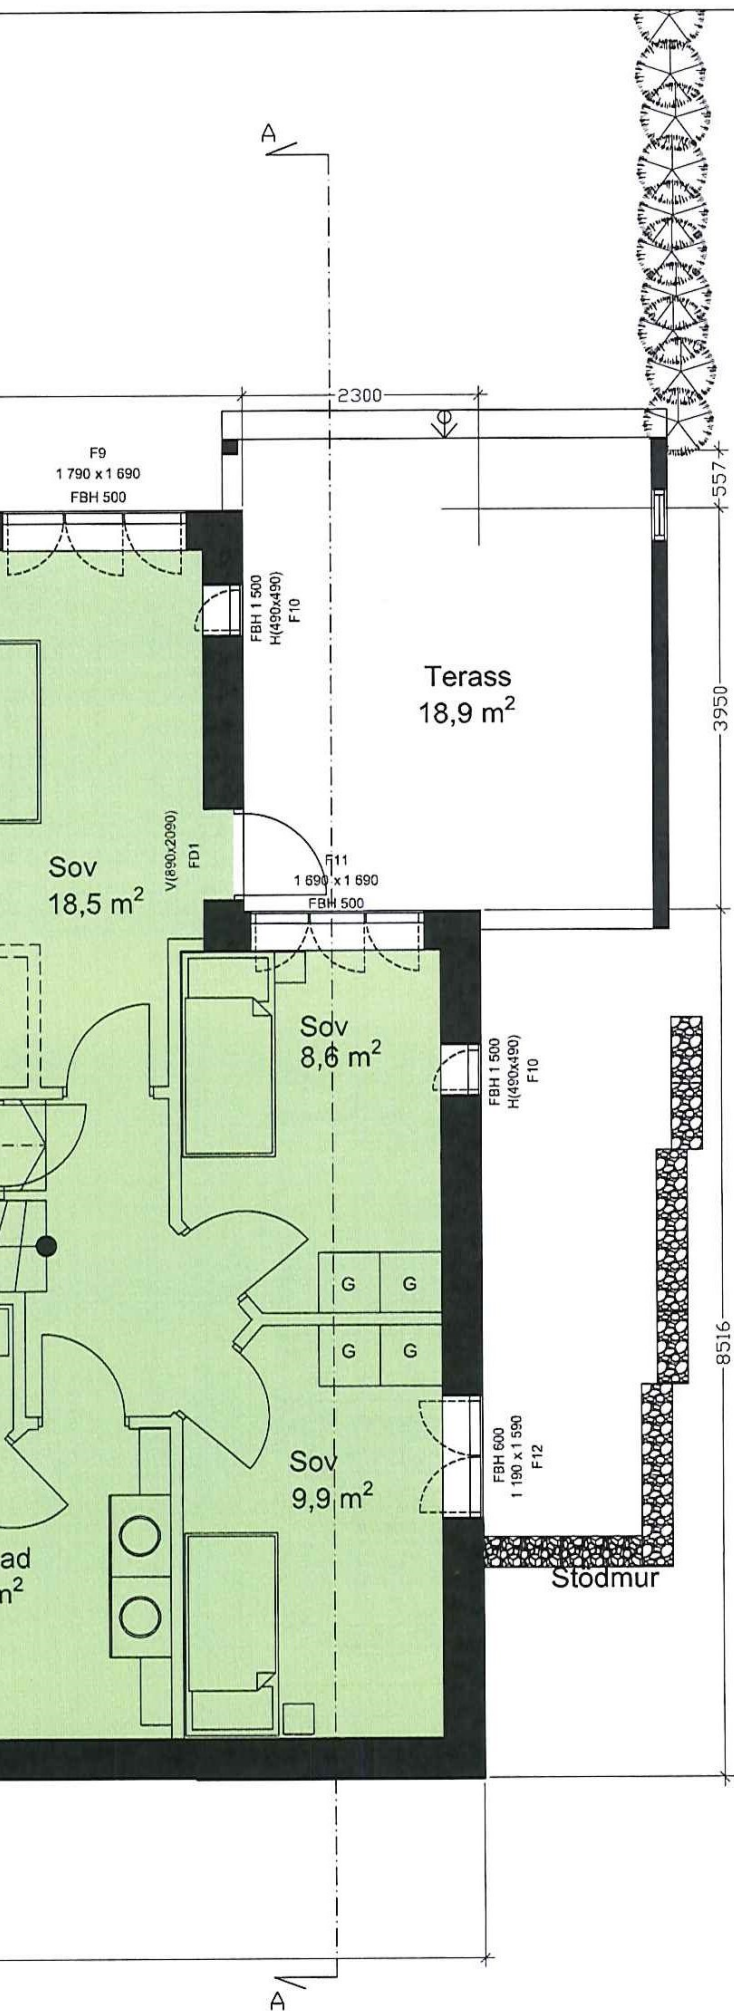 A
2300
F9
1 790 x 1 690
FBH 500
557
FBH 1 500
H(490x490)
F10
Terass
18,9 m²
3950
V(890x2090)
FD1
F11
1 690 x 1 690
FBH 500
Sov
18,5 m²
Sov
8,6 m²
FBH 1 500
H(490x490)
F10
G G
G G
8516
Sov
9,9 m²
FBH 600
1 190 x 1 590
F12
ad
m²
Stödmur
A